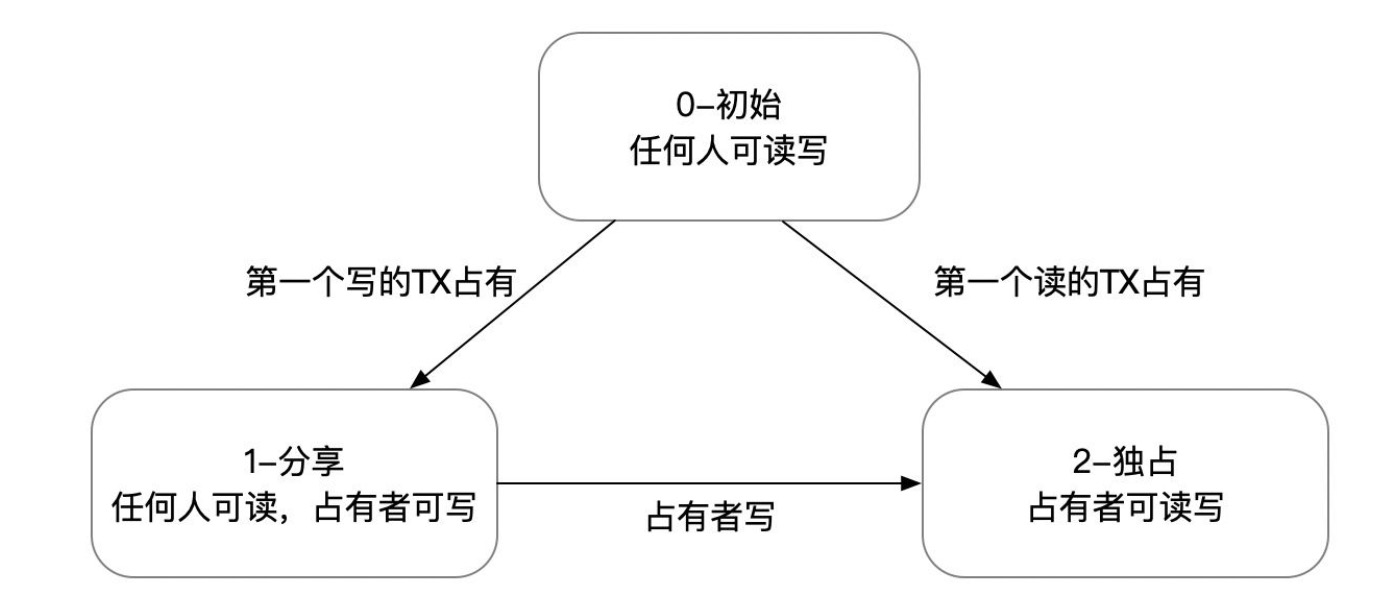 0-初始
任何人可读写
第一个写的TX占有
第一个读的TX占有
1-分享
任何人可读，占有者可写
占有者写
2-独占
占有者可读写